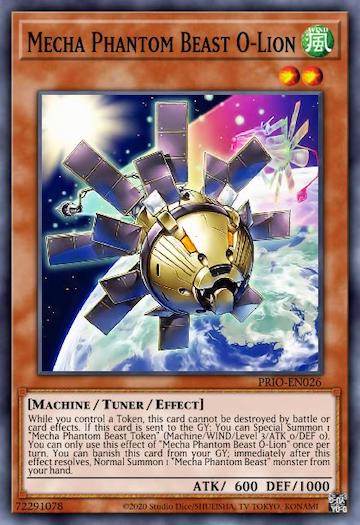 MECHA PHANTOM BEAST O-LION
WIND
風
PRIO-EN026
[MACHINE / TUNER / EFFECT]
While you control a Token, this card cannot be destroyed by battle or
card effects. If this card is sent to the GY: You can Special Summon 1
"Mecha Phantom Beast Token" (Machine/WIND/Level 3/ATK 0/DEF 0).
You can only use this effect of "Mecha Phantom Beast O-Lion" once per
turn. You can banish this card from your GY; immediately after this
effect resolves, Normal Summon 1 "Mecha Phantom Beast" monster
from your hand.
ATK/ 600 DEF/ 1000
72291078
©2020 Studio Dice/SHUEISHA, TV TOKYO, KONAMI